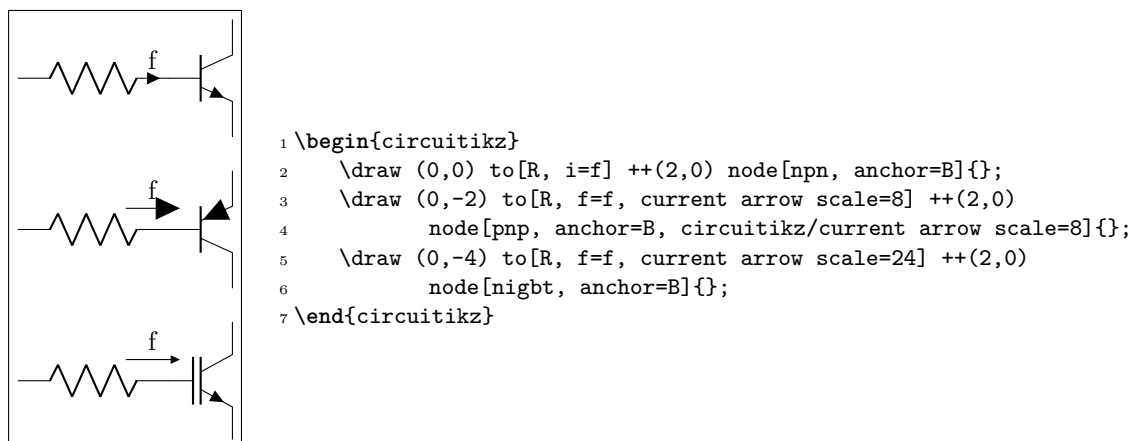 f
f
f
1 \begin{circuitikz}
2 \draw (0,0) to[R, i=f] ++(2,0) node[npn, anchor=B]{};
3 \draw (0,-2) to[R, f=f, current arrow scale=8] ++(2,0)
4 node[pnp, anchor=B, circuitikz/current arrow scale=8]{};
5 \draw (0,-4) to[R, f=f, current arrow scale=24] ++(2,0)
6 node[nigbt, anchor=B]{};
7 \end{circuitikz}